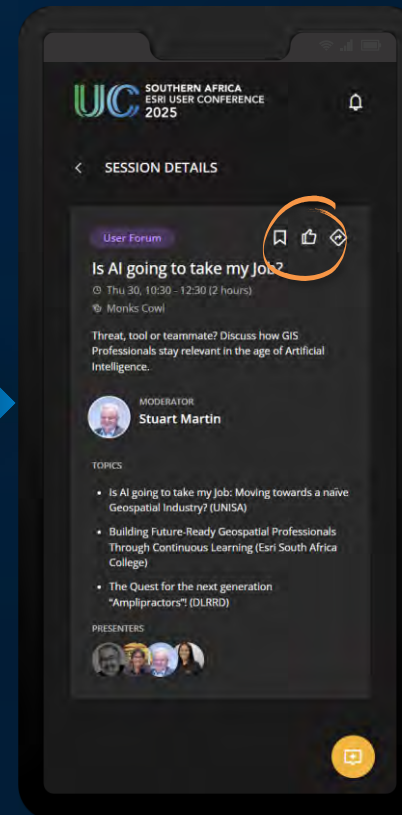 UC SOUTHERN AFRICA
ESRI USER CONFERENCE
2025
SESSION DETAILS
User Forum
Is AI going to take my Job?
Thu 30, 10:30 - 12:30 (2 hours)
Monks Cowl
Threat, tool or teammate? Discuss how GIS
Professionals stay relevant in the age of Artificial
Intelligence.
MODERATOR
Stuart Martin
TOPICS
• Is AI going to take my Job: Moving towards a naïve
Geospatial Industry? (UNISA)
• Building Future-Ready Geospatial Professionals
Through Continuous Learning (Esri South Africa
College)
• The Quest for the next generation
"Amplipractors"! (DLRRD)
PRESENTERS